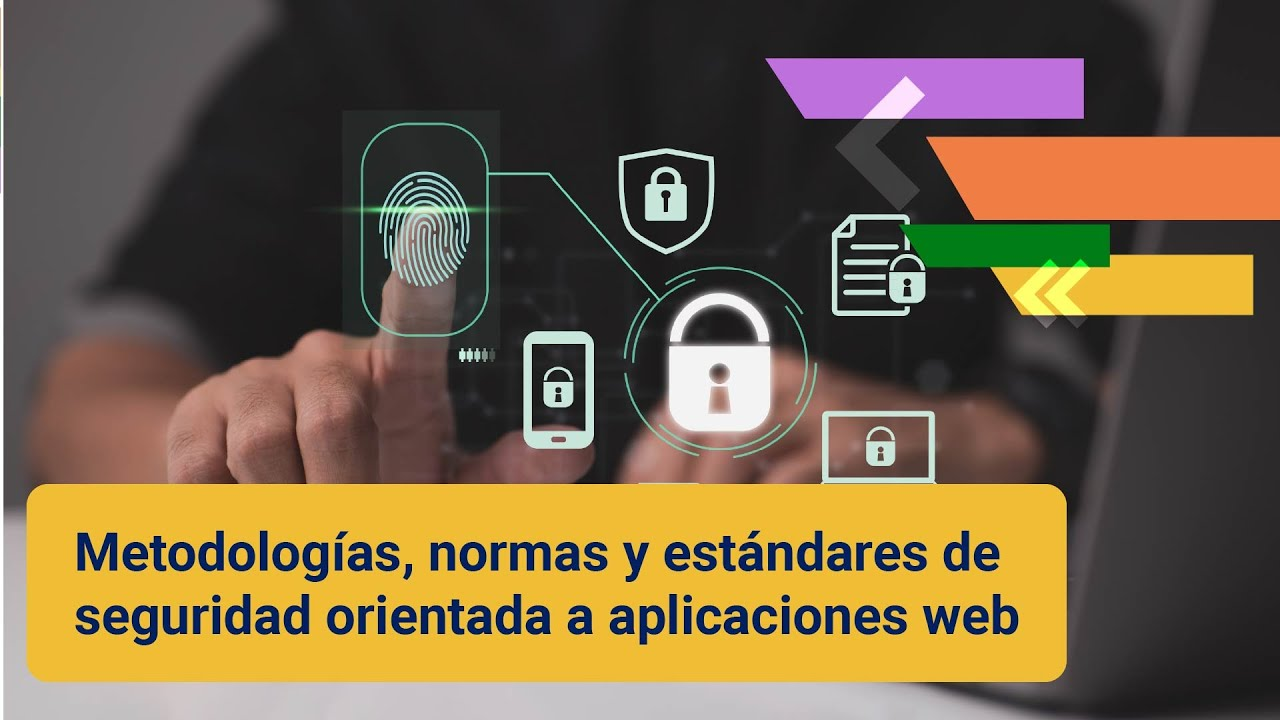 Metodologías, normas y estándares de
seguridad orientada a aplicaciones web